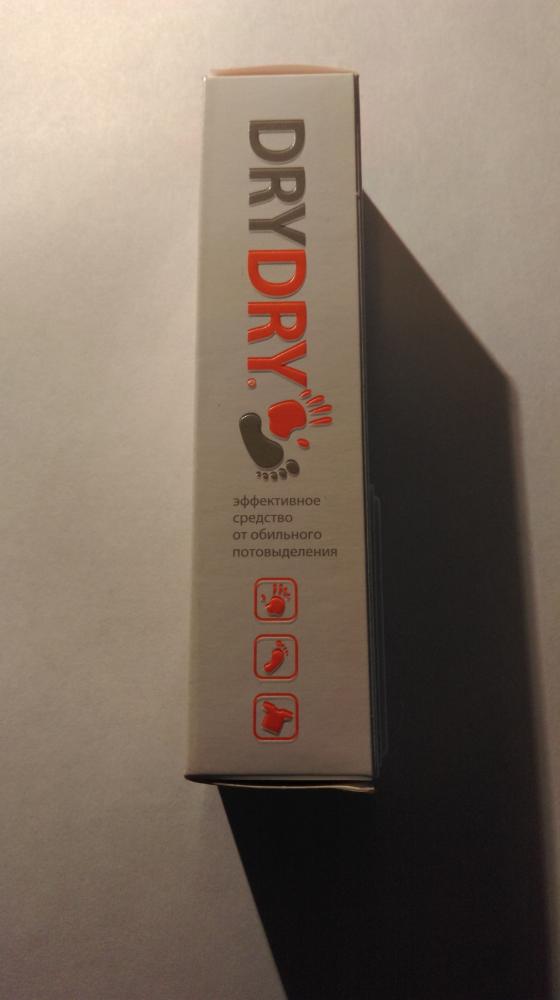 DRYDRY.
эффективное
средство
от обильного
потовыделения